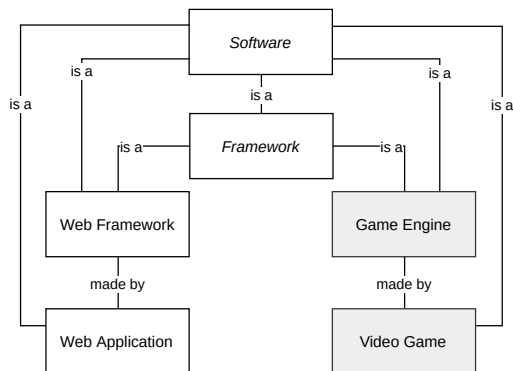 Software
is a
is a
is a
is a
is a
Framework
is a
is a
Web Framework
Game Engine
made by
made by
Web Application
Video Game